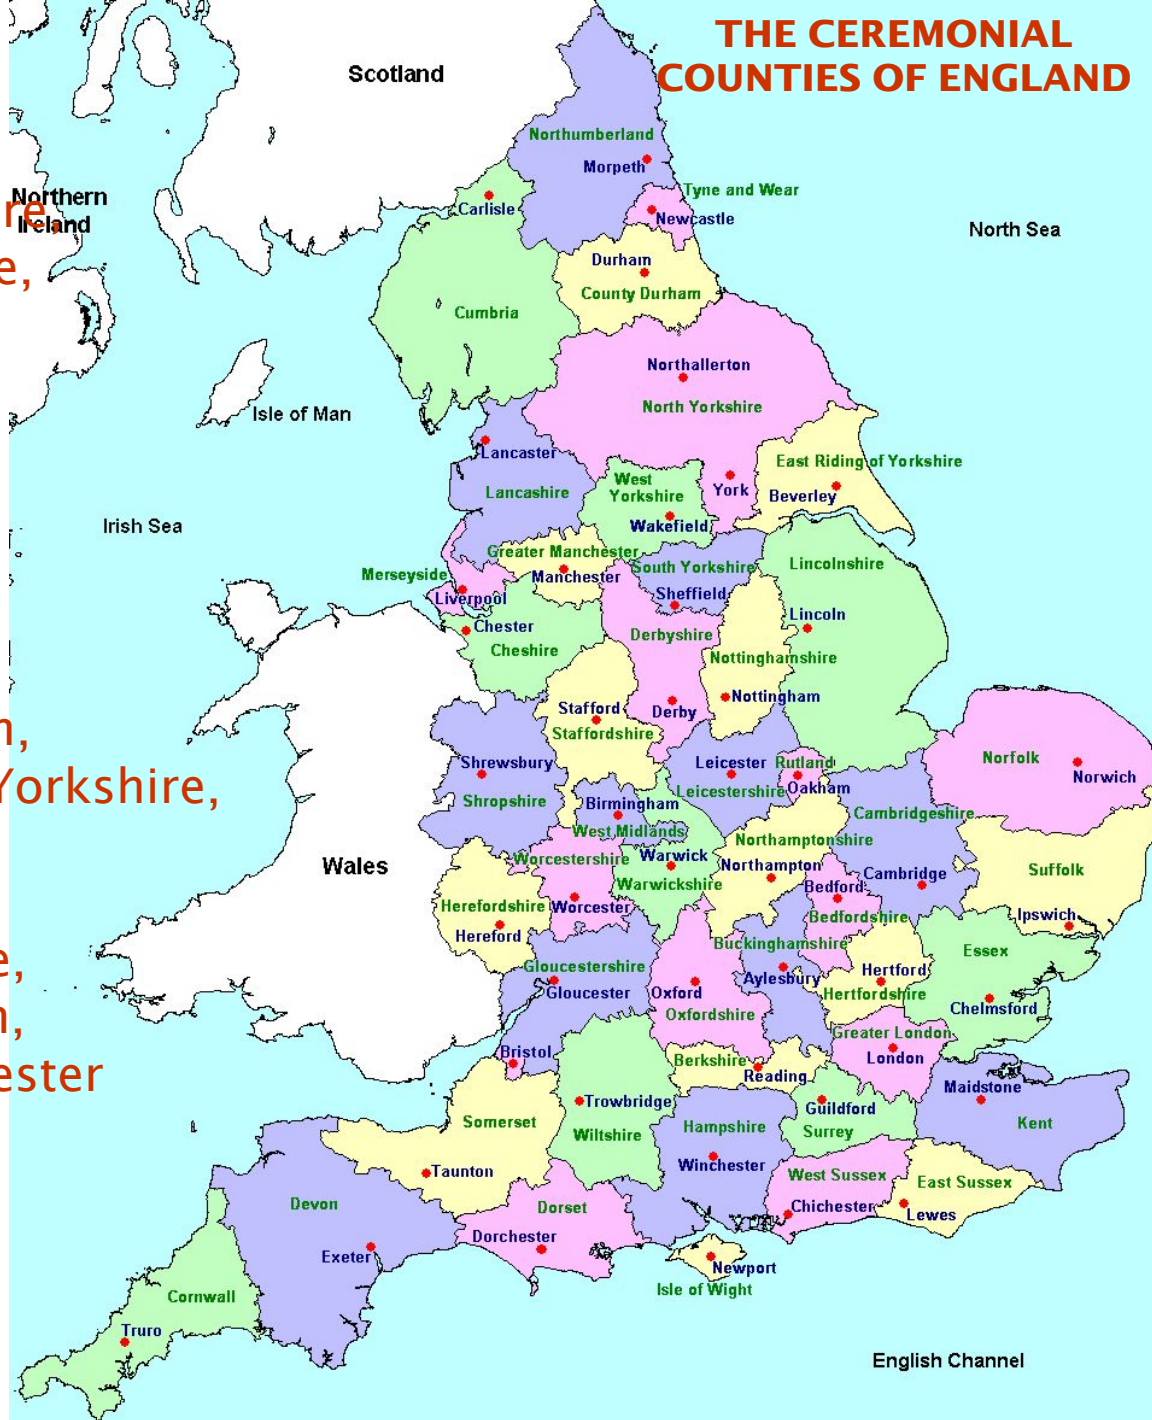 THE CEREMONIAL
COUNTIES OF ENGLAND
Scotland
Northumberland
Morpeth
Tyne and Wear
Northern
Ireland
re,
Carlisle
Newcastle
North Sea
e,
Durham
County Durham
Cumbria
Northallerton
North Yorkshire
Isle of Man
Lancaster
East Riding of Yorkshire
West
Yorkshire
York
Beverley
Lancashire
Irish Sea
Wakefield
Greater Manchester
South Yorkshire
Lincolnshire
Merseyside
Manchester
Liverpool
Sheffield
Lincoln
Chester
Derbyshire
Cheshire
Nottinghamshire
Nottingham
Stafford
Derby
Staffordshire
n,
Shrewsbury
Leicester
Rutland
Norfolk
Norwich
Yorkshire,
Leicestershire
Oakham
Shropshire
Birmingham
Cambridgeshire
West Midlands
Northamptonshire
Worcestershire
Warwick
Northampton
Wales
Suffolk
Warwickshire
Bedford
Cambridge
Herefordshire
Worcester
Bedfordshire
Ipswich
Hereford
Buckinghamshire
Essex
e,
Gloucestershire
Aylesbury
Hertford
Gloucester
Oxford
Hertfordshire
Chelmsford
n,
Oxfordshire
Greater London
Bristol
Berkshire
London
ester
Reading
Maidstone
Trowbridge
Guildford
Somerset
Wiltshire
Hampshire
Surrey
Kent
Winchester
West Sussex
Taunton
East Sussex
Devon
Dorset
Chichester
Lewes
Dorchester
Exeter
Newport
Isle of Wight
Cornwall
Truro
English Channel